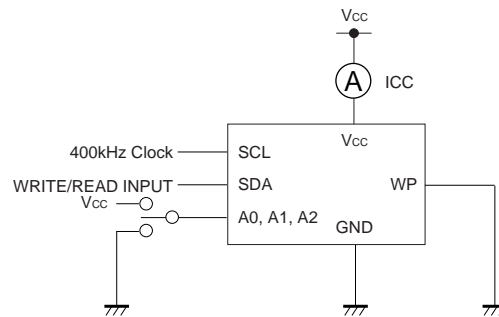 Vcc
A ICC
Vcc
400kHz Clock SCL
WRITE/READ INPUT SDA WP
Vcc
A0, A1, A2
GND